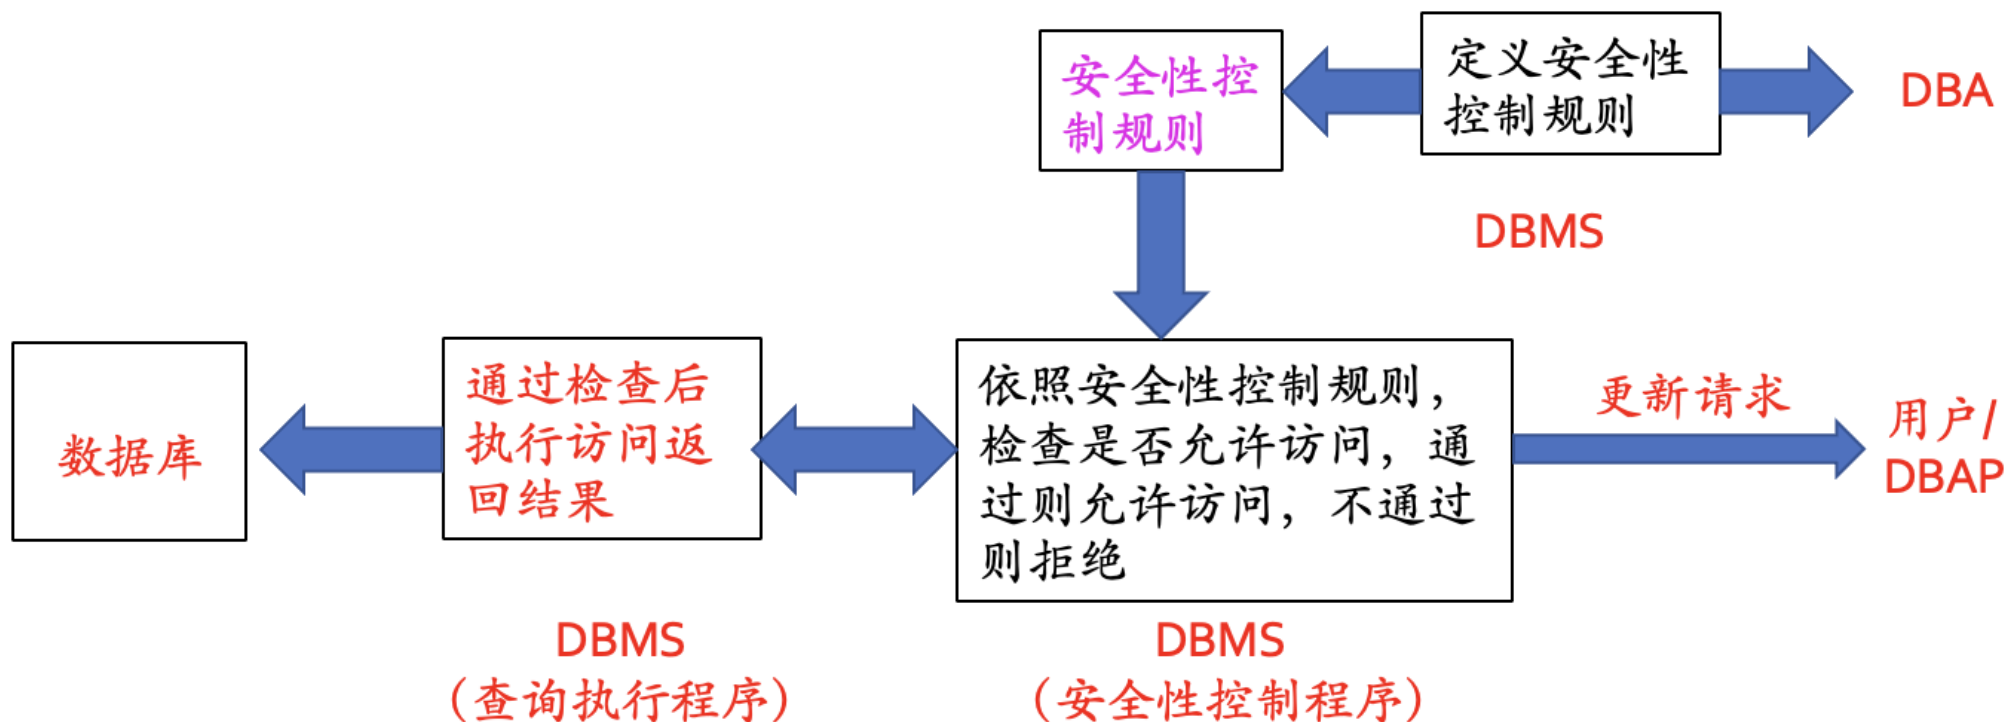 安全性控
制规则
定义安全性
控制规则
DBA
DBMS
数据库
通过检查后
执行访问返
回结果
依照安全性控制规则，
检查是否允许访问，通
过则允许访问，不通过
则拒绝
更新请求
用户/
DBAP
DBMS
（查询执行程序）
DBMS
（安全性控制程序）